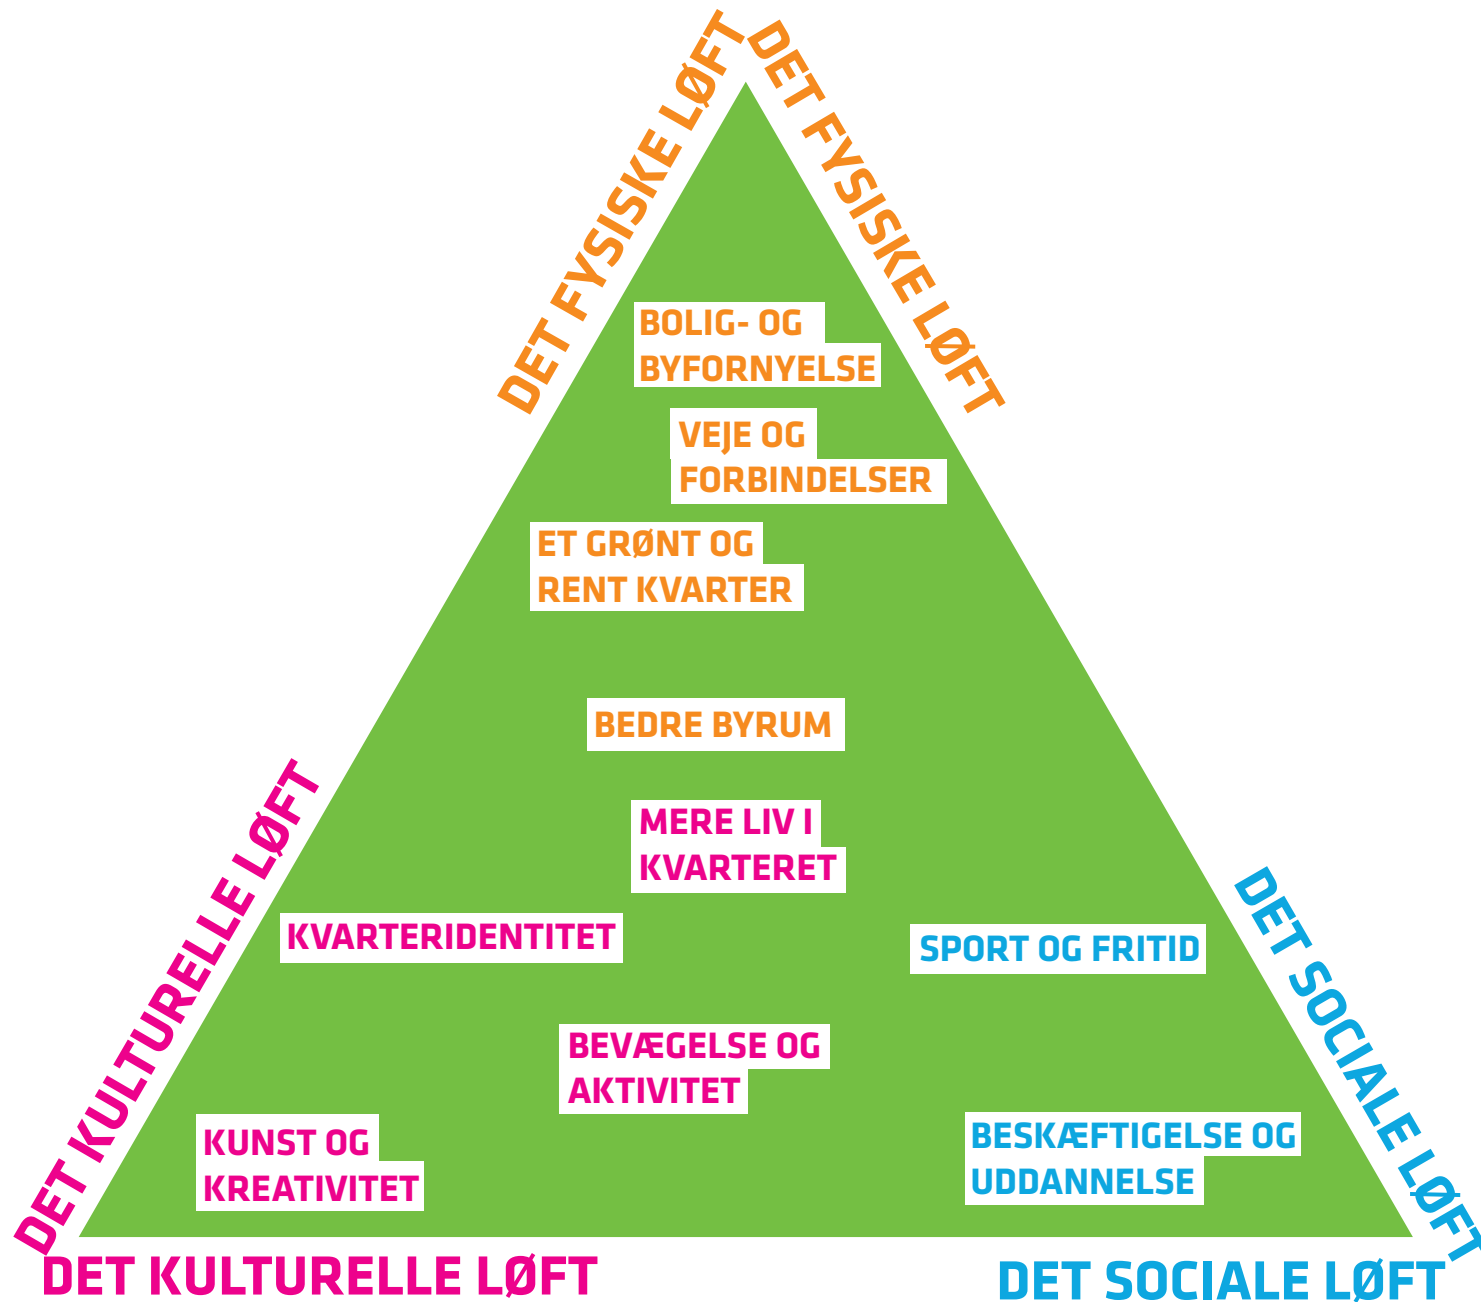 DET FYSISKE LØFT
DET FYSISKE LØFT
BOLIG- OG
BYFORNYELSE
VEJE OG
FORBINDELSER
ET GRØNT OG
RENT KVARTER
BEDRE BYRUM
MERE LIV I
KVARTERET
KVARTERIDENTITET
SPORT OG FRITID
BEVÆGELSE OG
AKTIVITET
KUNST OG
KREATIVITET
BESKÆFTIGELSE OG
UDDANNELSE
DET KULTURELLE LØFT
DET SOCIALE LØFT
DET KULTURELLE LØFT
DET SOCIALE LØFT